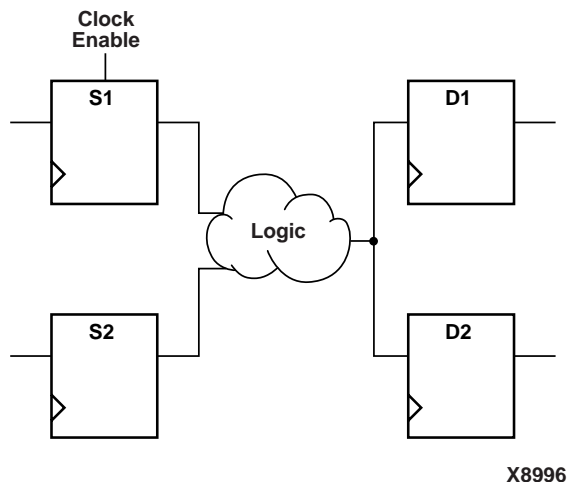 Clock
Enable
S1
D1
Logic
S2
D2
X8996